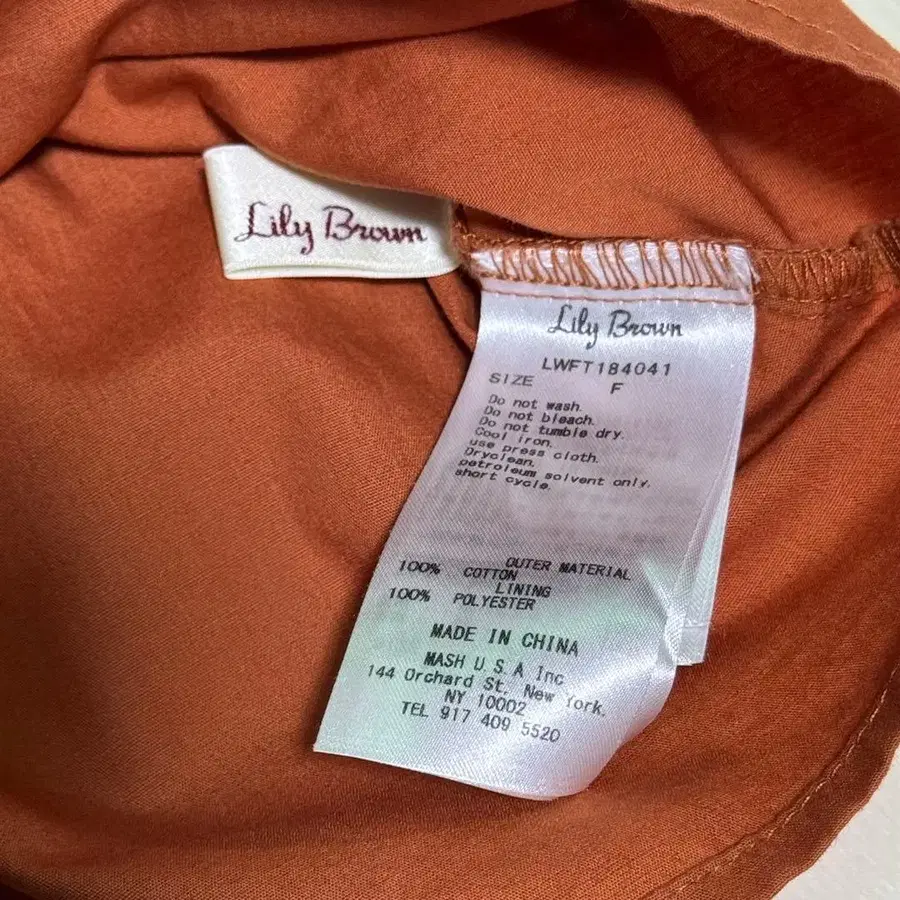 Lily Brown
Lily Brown
LWFT184041
SIZE F
Do not wash.
Do not bleach.
Do not tumble dry.
Cool iron.
use press cloth.
Dryclean.
petroleum solvent only.
short cycle.
OUTER MATERIAL
100% COTTON
LINING
100% POLYESTER
MADE IN CHINA
MASH U.S.A Inc
144 Orchard St. New York.
NY 10002
TEL 917 409 5520